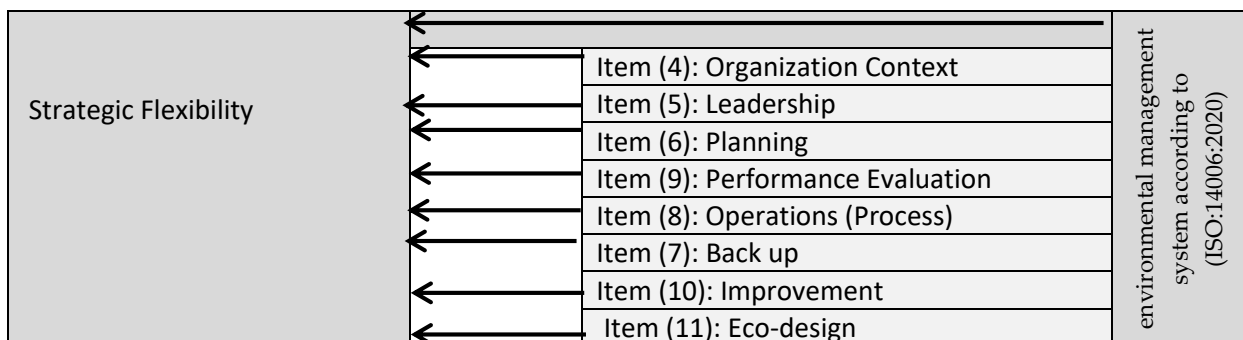 Strategic Flexibility
Item (4): Organization Context
Item (5): Leadership
Item (6): Planning
Item (9): Performance Evaluation
Item (8): Operations (Process)
Item (7): Back up
Item (10): Improvement
Item (11): Eco-design
environmental management
system according to
(ISO:14006:2020)